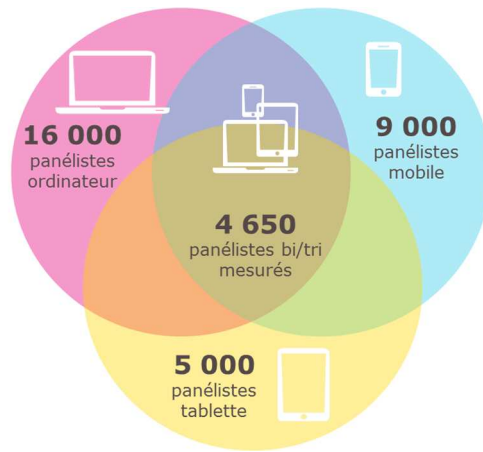 16 000
panélistes
ordinateur
9 000
panélistes
mobile
4 650
panélistes bi/tri
mesurés
5 000
panélistes
tablette